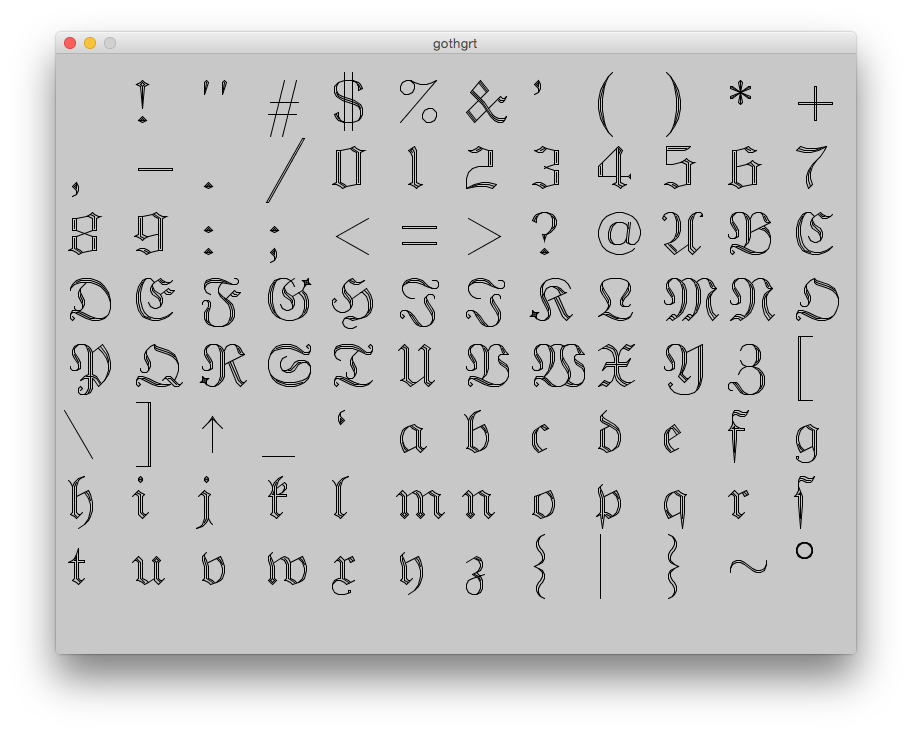 gothgrt
! " # $ % & ’ ( ) * +
, – . / 0 1 2 3 4 5 6 7
8 9 : ; < = > ? @ A B C
D E F G H I J K L M N O
P Q R S T U V W X Y Z [
\ ] ↑ _ ‘ a b c d e f g
h i j k l m n o p q r ſ
t u v w x y z { | } ~ °